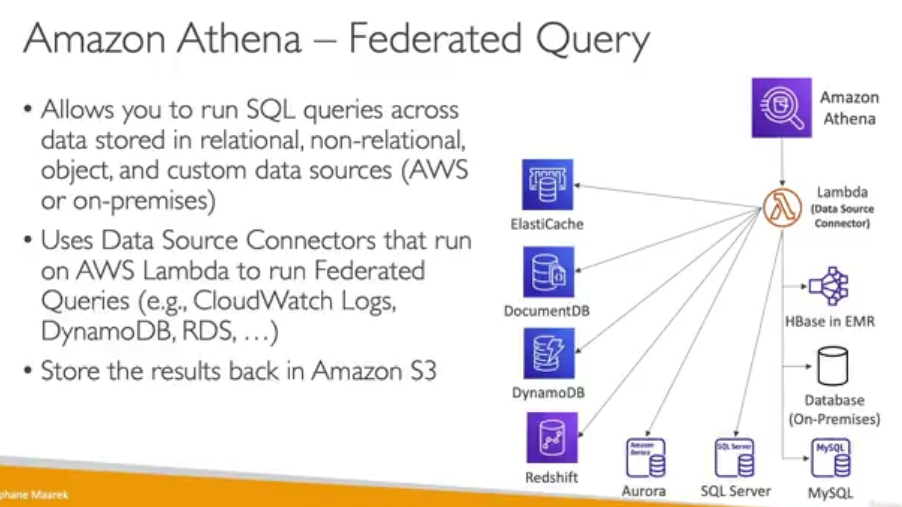 Amazon Athena – Federated Query
• Allows you to run SQL queries across
data stored in relational, non-relational,
object, and custom data sources (AWS
or on-premises)
• Uses Data Source Connectors that run
on AWS Lambda to run Federated
Queries (e.g., CloudWatch Logs,
DynamoDB, RDS, …)
• Store the results back in Amazon S3
Amazon
Athena
Lambda
(Data Source
Connector)
ElastiCache
DocumentDB
DynamoDB
Redshift
Amazon
Aurora
Aurora
SQL Server
SQL Server
HBase in EMR
Database
(On-Premises)
MySQL
MySQL
phane Maarek